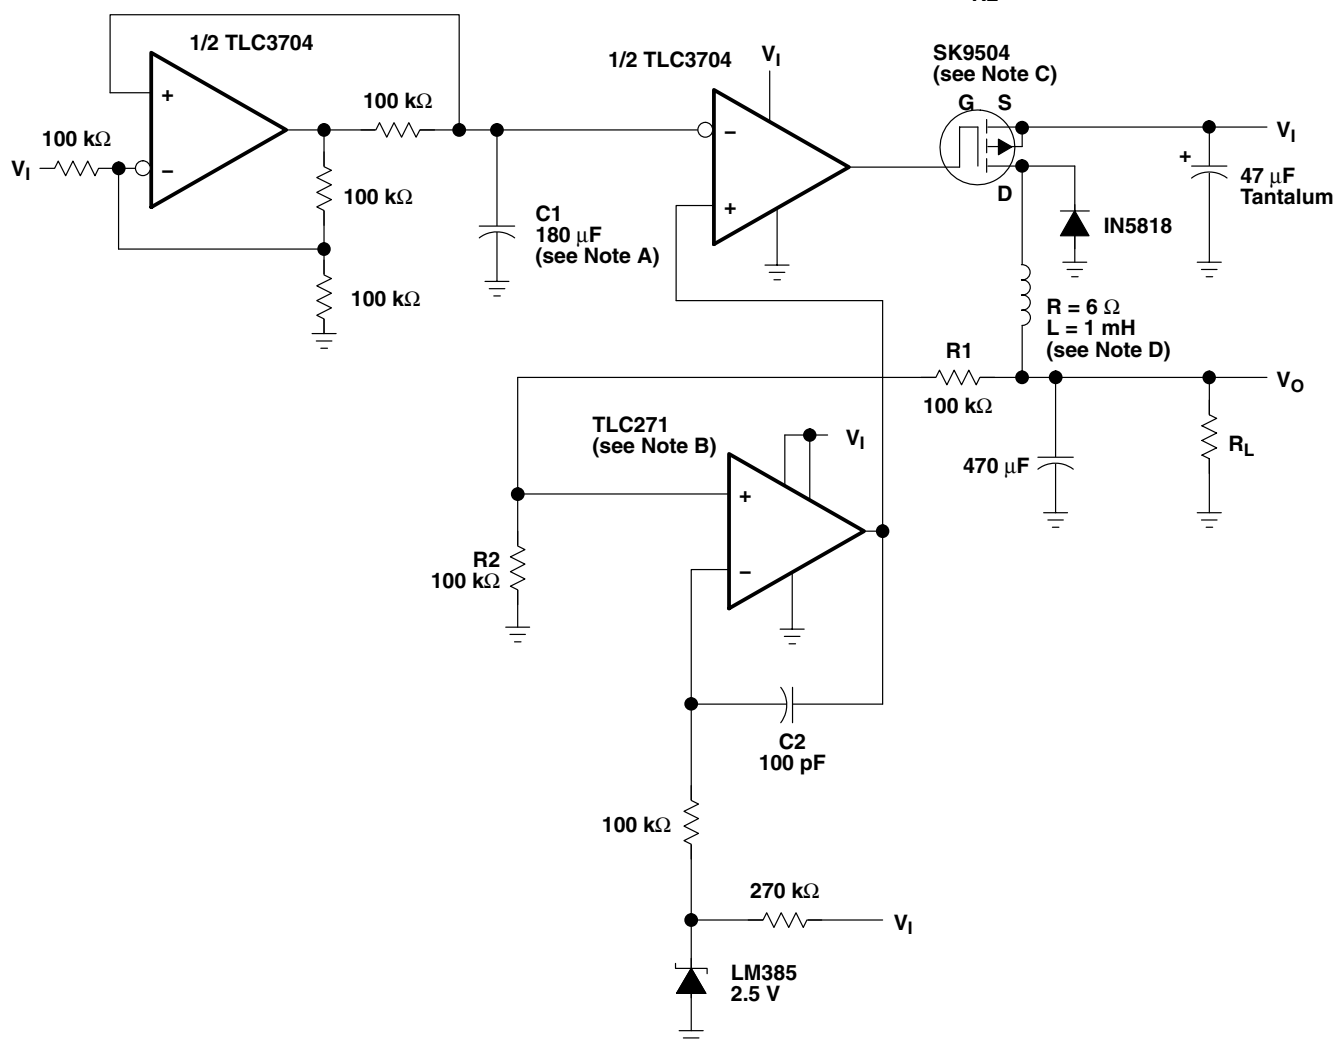 1/2 TLC3704
+
−
100 kΩ
VI
100 kΩ
100 kΩ
100 kΩ
C1
180 μF
(see Note A)
1/2 TLC3704
VI
−
+
SK9504
(see Note C)
G S
D
VI
+
47 μF
Tantalum
IN5818
R = 6 Ω
L = 1 mH
(see Note D)
R1
100 kΩ
VO
470 μF
RL
TLC271
(see Note B)
VI
+
−
R2
100 kΩ
C2
100 pF
100 kΩ
270 kΩ
VI
LM385
2.5 V